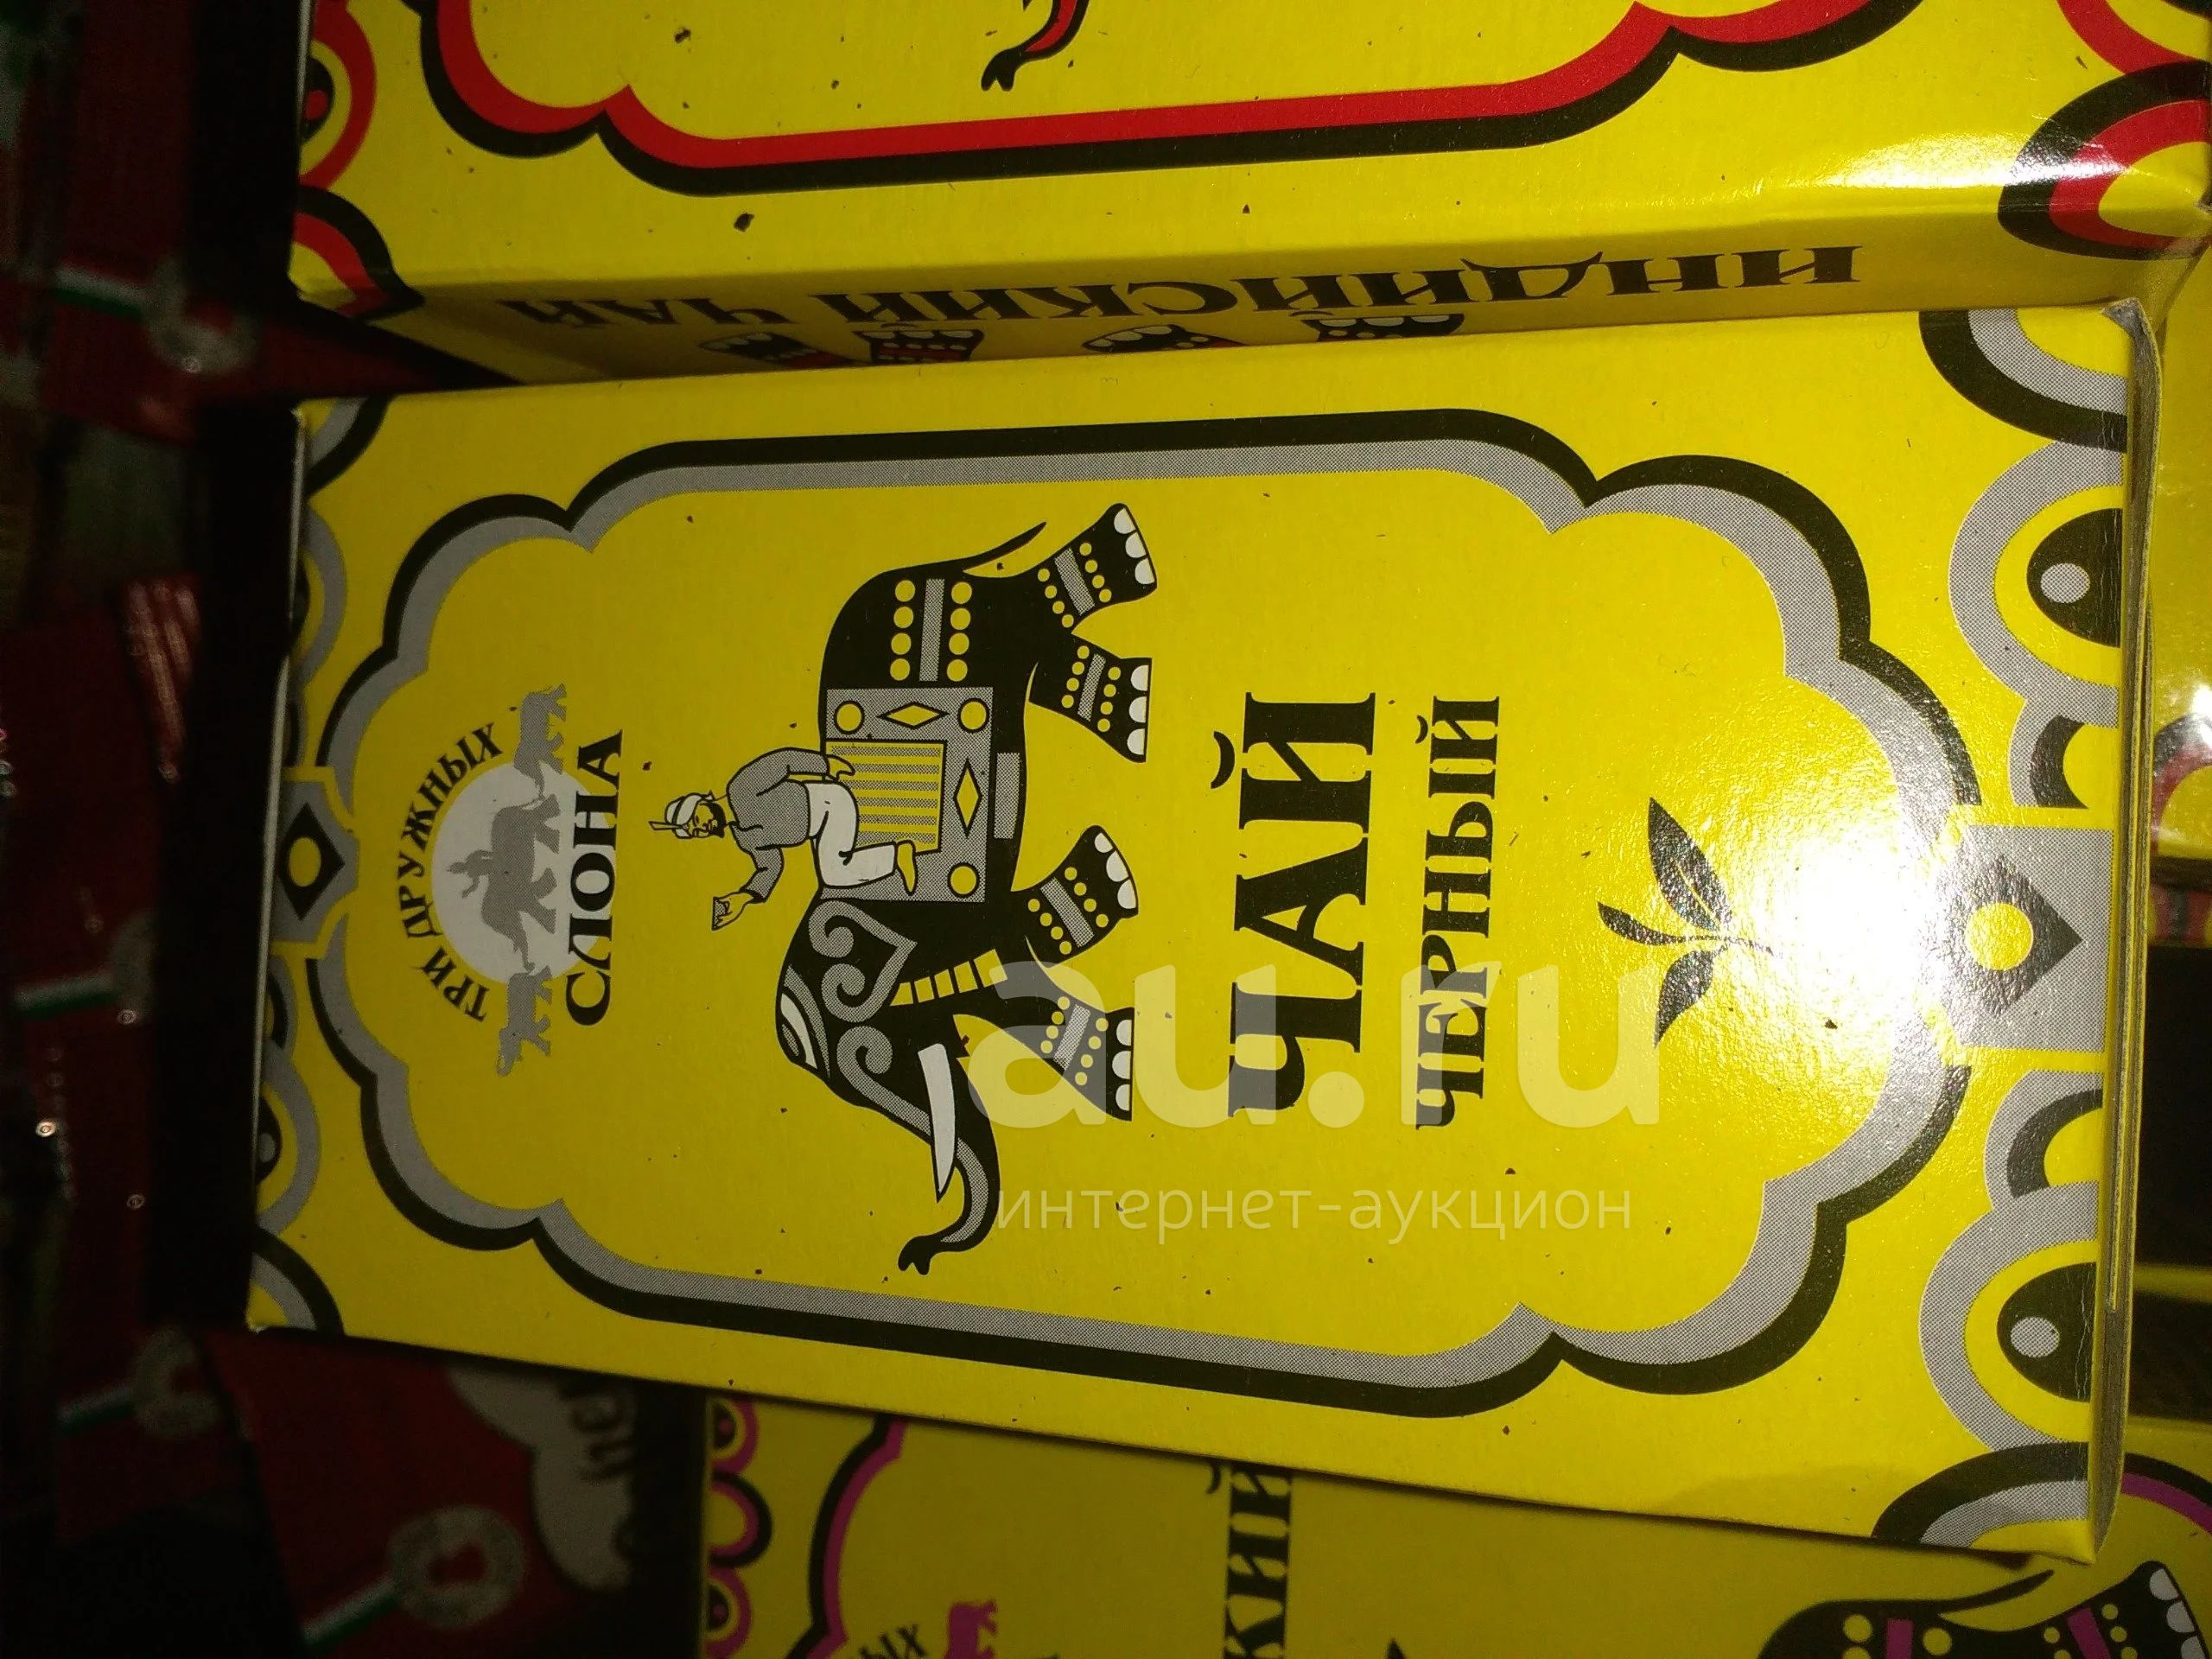 ТРИ ДРУЖНЫХ
СЛОНА
ЧАЙ
ЧЕРНЫЙ
ИНДИЙСКИЙ ЧАЙ
au.ru
интернет-аукцион